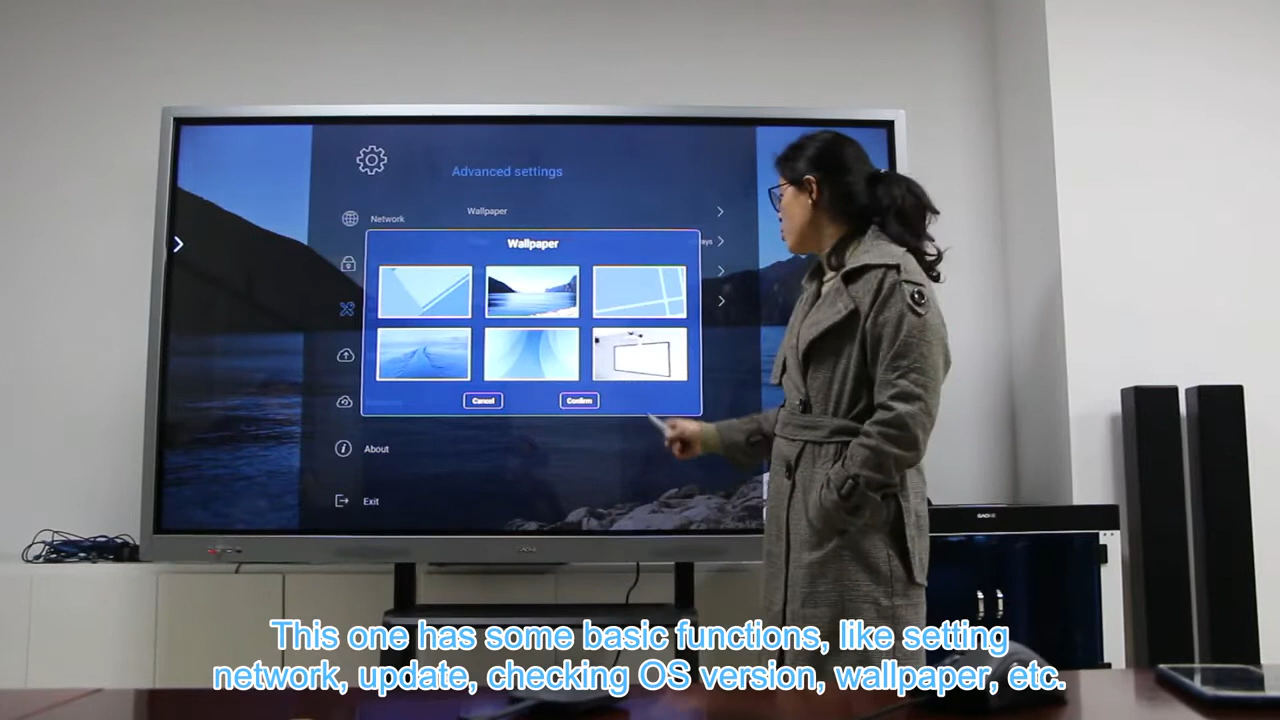 Advanced settings
Network
Wallpaper
Wallpaper
Cancel
Confirm
About
Exit
GAOKE
This one has some basic functions, like setting
network, update, checking OS version, wallpaper, etc.